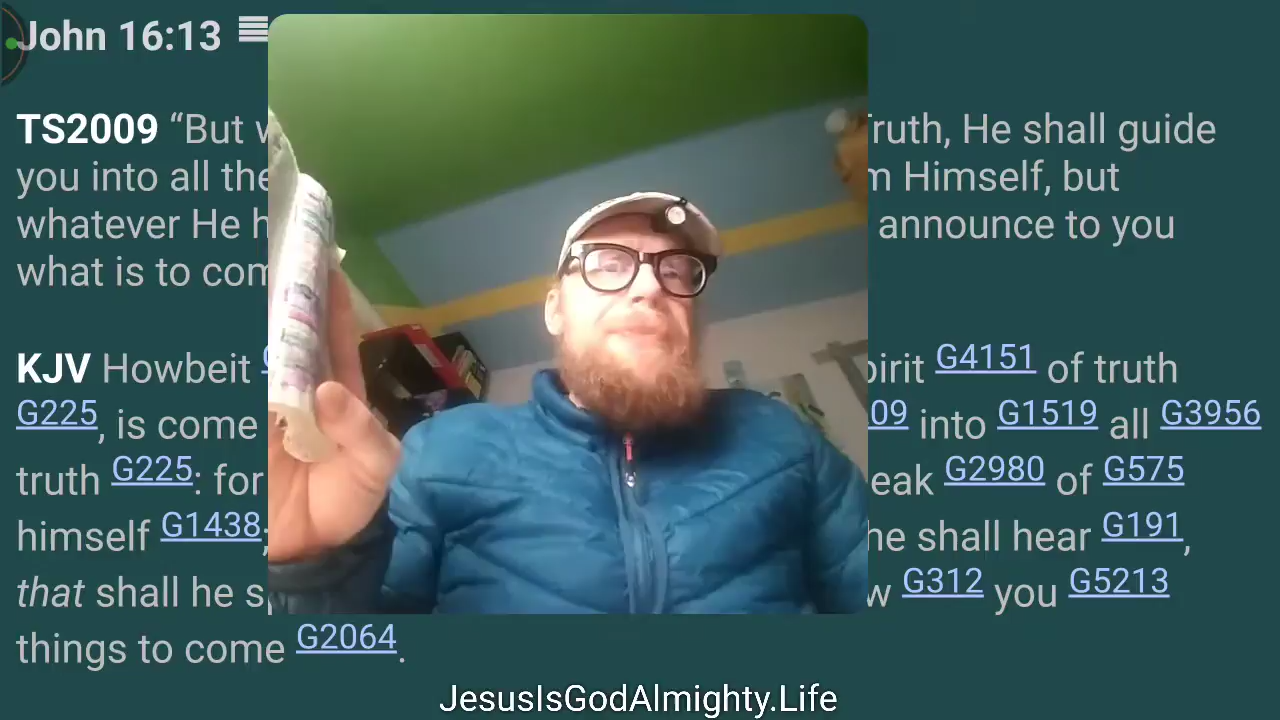 John 16:13
TS2009 “But
Truth, He shall guide
you into all the
Himself, but
whatever He
announce to you
what is to com
KJV Howbeit
pirit G4151 of truth
G225, is come
09 into G1519 all G3956
truth G225: for
eak G2980 of G575
himself G1438;
he shall hear G191,
that shall he s
w G312 you G5213
things to come G2064.
JesusIsGodAlmighty.Life